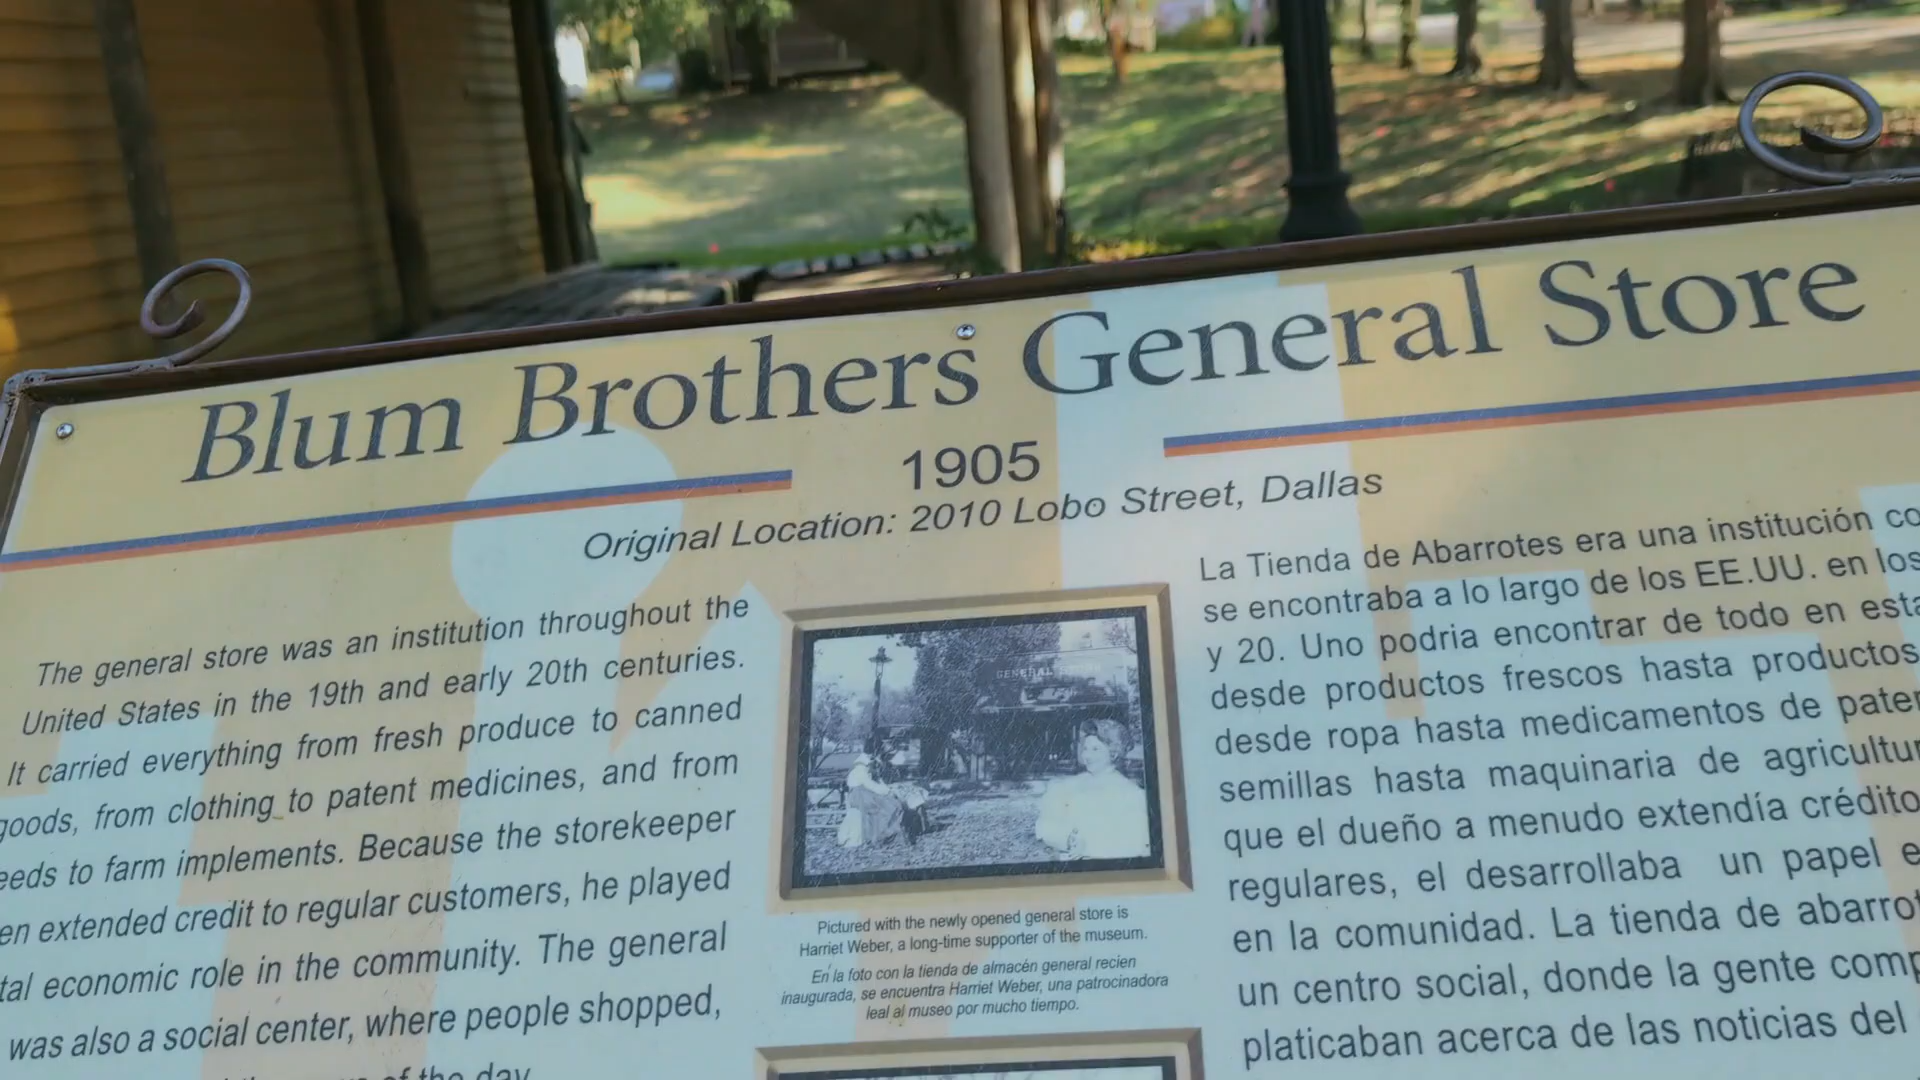 Blum Brothers General Store
1905
Original Location: 2010 Lobo Street, Dallas
The general store was an institution throughout the
United States in the 19th and early 20th centuries.
It carried everything from fresh produce to canned
goods, from clothing to patent medicines, and from
eeds to farm implements. Because the storekeeper
en extended credit to regular customers, he played
tal economic role in the community. The general
was also a social center, where people shopped,
of the day
GENERAL
Pictured with the newly opened general store is
Harriet Weber, a long-time supporter of the museum.
En la foto con la tienda de almacén general recien
inaugurada, se encuentra Harriet Weber, una patrocinadora
leal al museo por mucho tiempo.
La Tienda de Abarrotes era una institución co
se encontraba a lo largo de los EE.UU. en los
y 20. Uno podria encontrar de todo en esta
desde productos frescos hasta productos
desde ropa hasta medicamentos de pater
semillas hasta maquinaria de agricultur
que el dueño a menudo extendía crédito
regulares, el desarrollaba un papel e
en la comunidad. La tienda de abarrot
un centro social, donde la gente comp
platicaban acerca de las noticias del